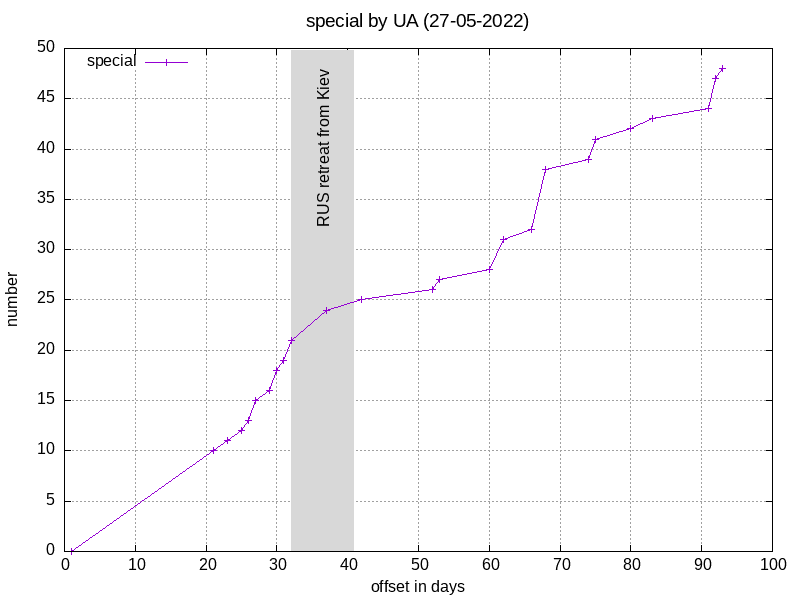 special by UA (27-05-2022)
50
special
45
40
35
30
25
20
15
10
5
0
RUS retreat from Kiev
number
0 10 20 30 40 50 60 70 80 90 100
offset in days